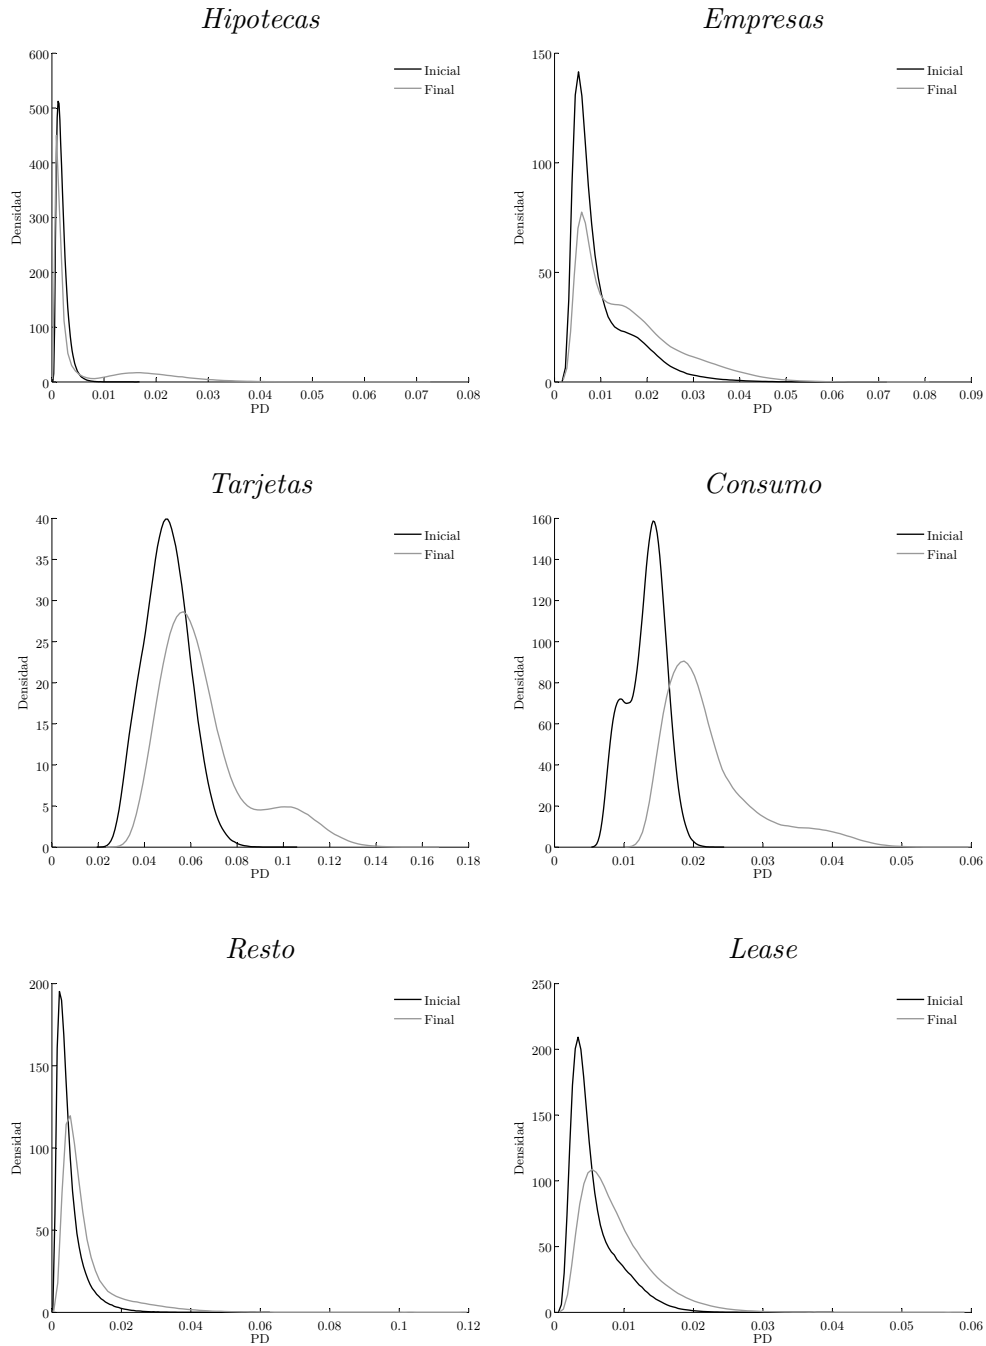 Hipotecas
600
500
400
300
200
100
0
Densidad
0 0.01 0.02 0.03 0.04 0.05 0.06 0.07 0.08
PD
Inicial
Final
Empresas
150
100
50
0
Densidad
0 0.01 0.02 0.03 0.04 0.05 0.06 0.07 0.08 0.09
PD
Inicial
Final
Tarjetas
40
35
30
25
20
15
10
5
0
Densidad
0 0.02 0.04 0.06 0.08 0.1 0.12 0.14 0.16 0.18
PD
Inicial
Final
Consumo
160
140
120
100
80
60
40
20
0
Densidad
0 0.01 0.02 0.03 0.04 0.05 0.06
PD
Inicial
Final
Resto
200
150
100
50
0
Densidad
0 0.02 0.04 0.06 0.08 0.1 0.12
PD
Inicial
Final
Lease
250
200
150
100
50
0
Densidad
0 0.01 0.02 0.03 0.04 0.05 0.06
PD
Inicial
Final